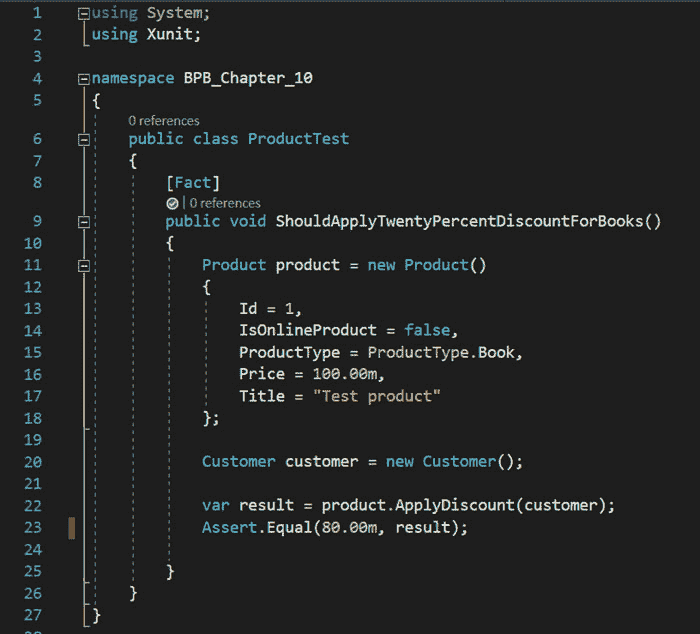 1 using System;
2 using Xunit;
3
4 namespace BPB_Chapter_10
5 {
0 references
6 public class ProductTest
7 {
8 [Fact]
| 0 references
9 public void ShouldApplyTwentyPercentDiscountForBooks()
10 {
11 Product product = new Product()
12 {
13 Id = 1,
14 IsOnlineProduct = false,
15 ProductType = ProductType.Book,
16 Price = 100.00m,
17 Title = "Test product"
18 };
19
20 Customer customer = new Customer();
21
22 var result = product.ApplyDiscount(customer);
23 Assert.Equal(80.00m, result);
24
25 }
26 }
27 }
28